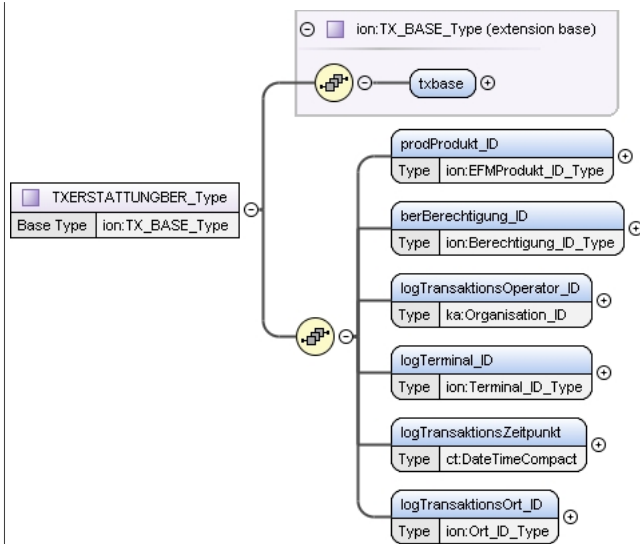 ion:TX_BASE_Type (extension base)
txbase
TXERSTATTUNGBER_Type
Base Type ion:TX_BASE_Type
prodProdukt_ID
Type ion:EFMProdukt_ID_Type
berBerechtigung_ID
Type ion:Berechtigung_ID_Type
logTransaktionsOperator_ID
Type ka:Organisation_ID
logTerminal_ID
Type ion:Terminal_ID_Type
logTransaktionsZeitpunkt
Type ct:DateTimeCompact
logTransaktionsOrt_ID
Type ion:Ort_ID_Type